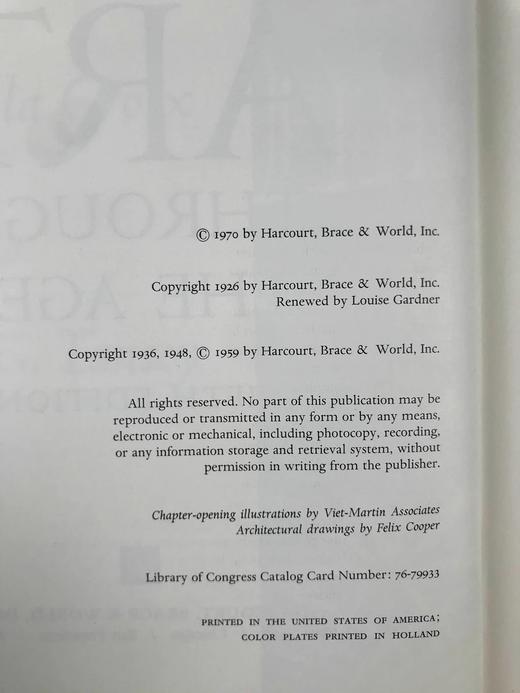 © 1970 by Harcourt, Brace & World, Inc.
Copyright 1926 by Harcourt, Brace & World, Inc.
Renewed by Louise Gardner
Copyright 1936, 1948, © 1959 by Harcourt, Brace & World, Inc.
All rights reserved. No part of this publication may be
reproduced or transmitted in any form or by any means,
electronic or mechanical, including photocopy, recording,
or any information storage and retrieval system, without
permission in writing from the publisher.
Chapter-opening illustrations by Viet-Martin Associates
Architectural drawings by Felix Cooper
Library of Congress Catalog Card Number: 76-79933
PRINTED IN THE UNITED STATES OF AMERICA;
COLOR PLATES PRINTED IN HOLLAND